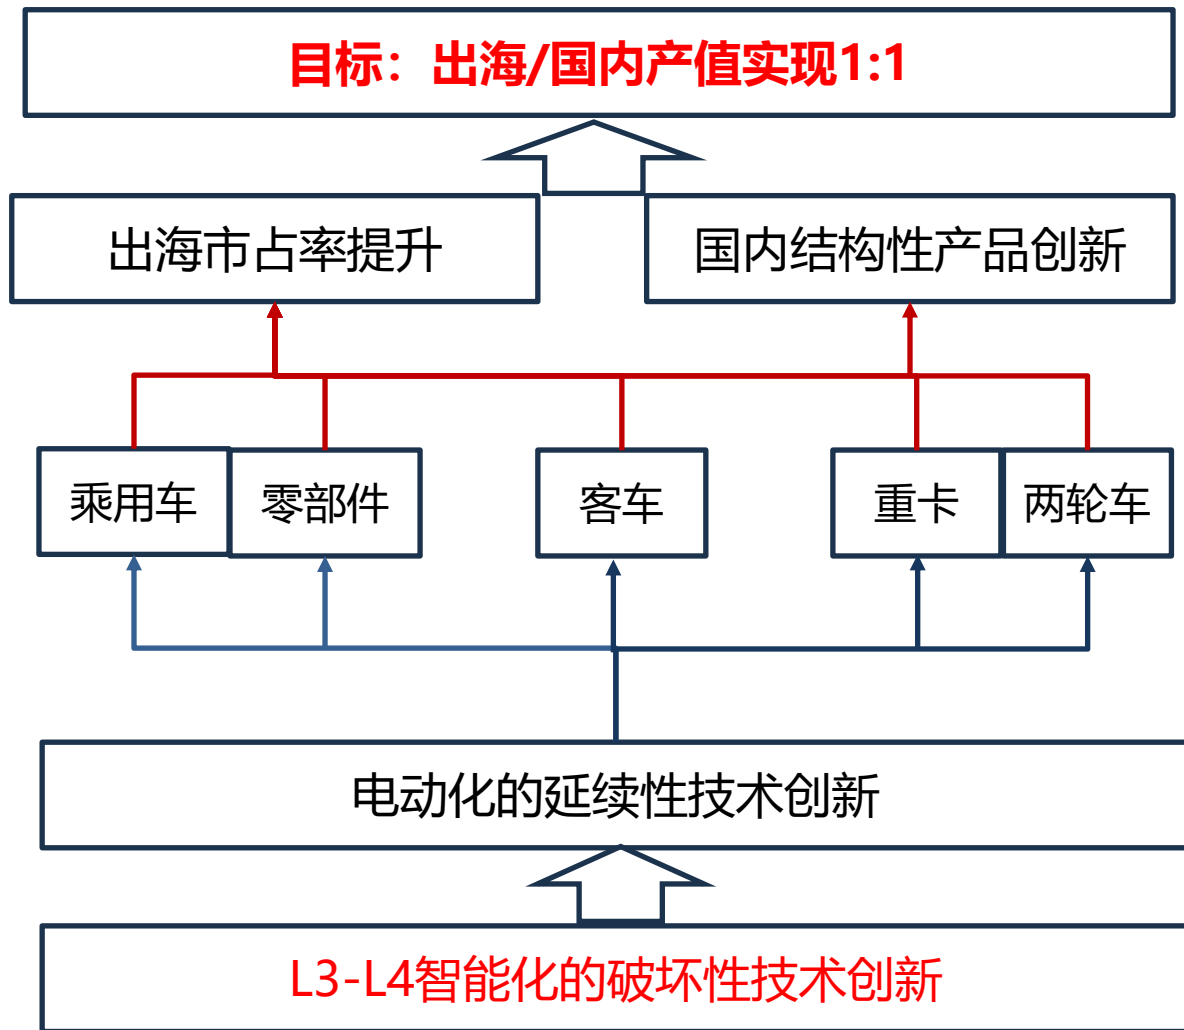 目标：出海/国内产值实现1:1
出海市占率提升
国内结构性产品创新
乘用车
零部件
客车
重卡
两轮车
电动化的延续性技术创新
L3-L4智能化的破坏性技术创新